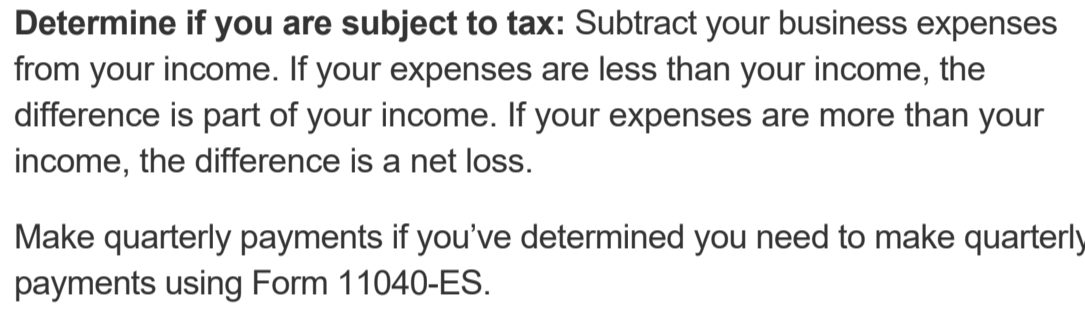 Determine if you are subject to tax: Subtract your business expenses
from your income. If your expenses are less than your income, the
difference is part of your income. If your expenses are more than your
income, the difference is a net loss.
Make quarterly payments if you’ve determined you need to make quarterly
payments using Form 11040-ES.